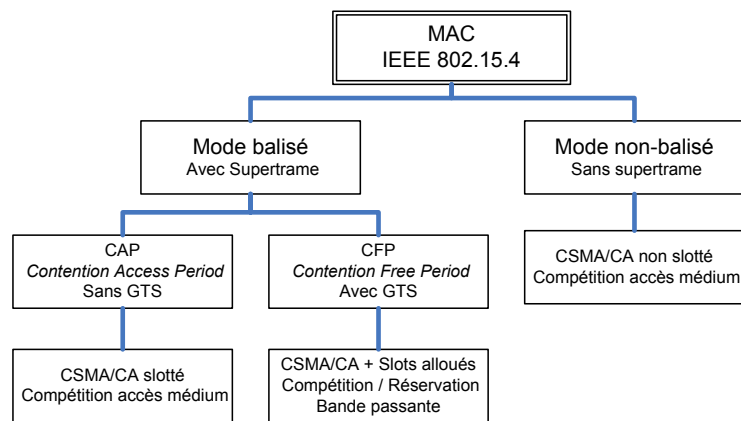 MAC
IEEE 802.15.4
Mode balisé
Avec Supertrame
Mode non-balisé
Sans supertrame
CAP
Contention Access Period
Sans GTS
CFP
Contention Free Period
Avec GTS
CSMA/CA non slotté
Compétition accès médium
CSMA/CA slotté
Compétition accès médium
CSMA/CA + Slots alloués
Compétition / Réservation
Bande passante